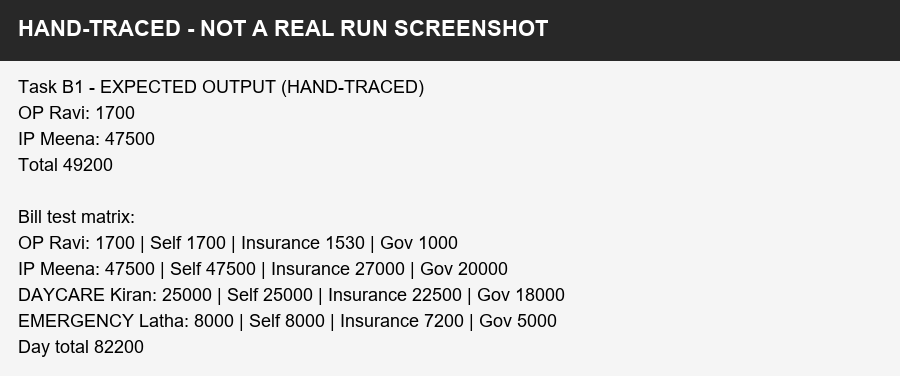 HAND-TRACED - NOT A REAL RUN SCREENSHOT
Task B1 - EXPECTED OUTPUT (HAND-TRACED)
OP Ravi: 1700
IP Meena: 47500
Total 49200
Bill test matrix:
OP Ravi: 1700 | Self 1700 | Insurance 1530 | Gov 1000
IP Meena: 47500 | Self 47500 | Insurance 27000 | Gov 20000
DAYCARE Kiran: 25000 | Self 25000 | Insurance 22500 | Gov 18000
EMERGENCY Latha: 8000 | Self 8000 | Insurance 7200 | Gov 5000
Day total 82200